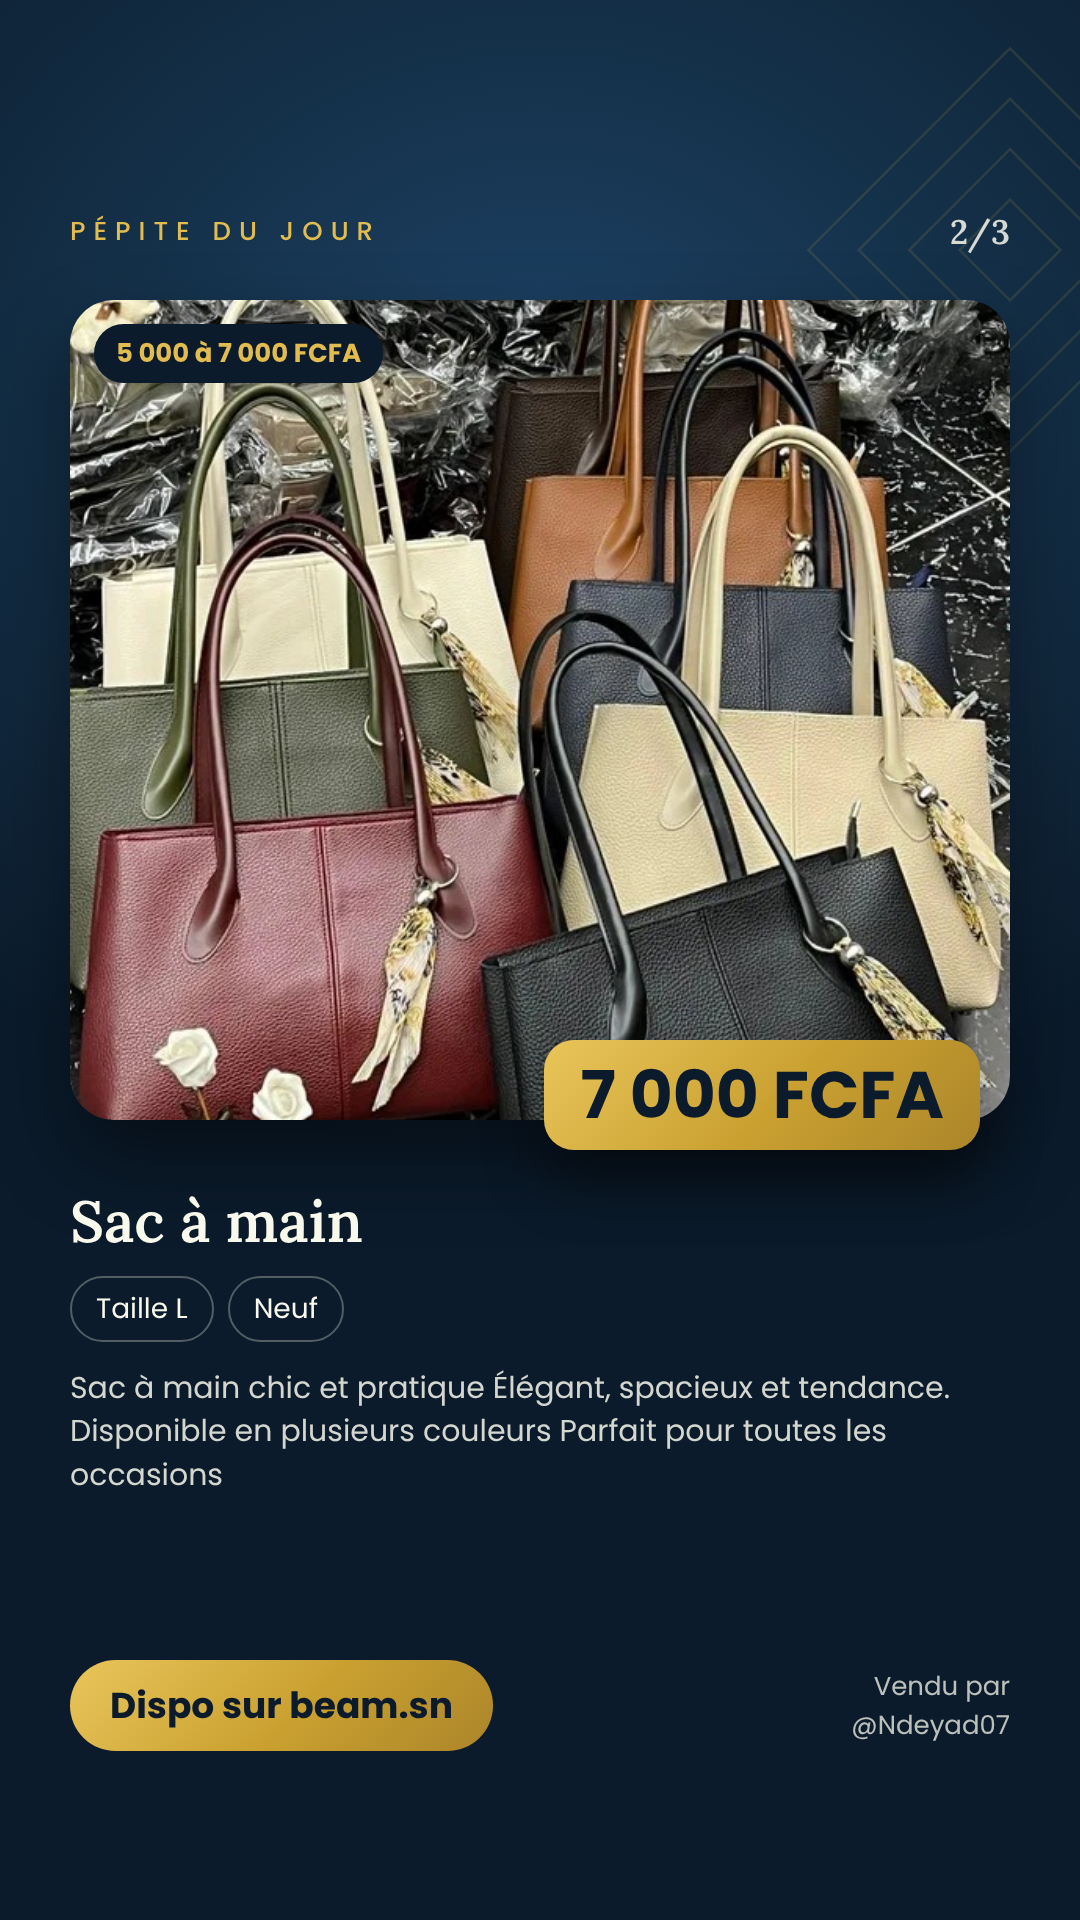 PÉPITE DU JOUR
2/3
5 000 à 7 000 FCFA
7 000 FCFA
Sac à main
Taille L
Neuf
Sac à main chic et pratique Élégant, spacieux et tendance.
Disponible en plusieurs couleurs Parfait pour toutes les
occasions
Dispo sur beam.sn
Vendu par
@Ndeyad07